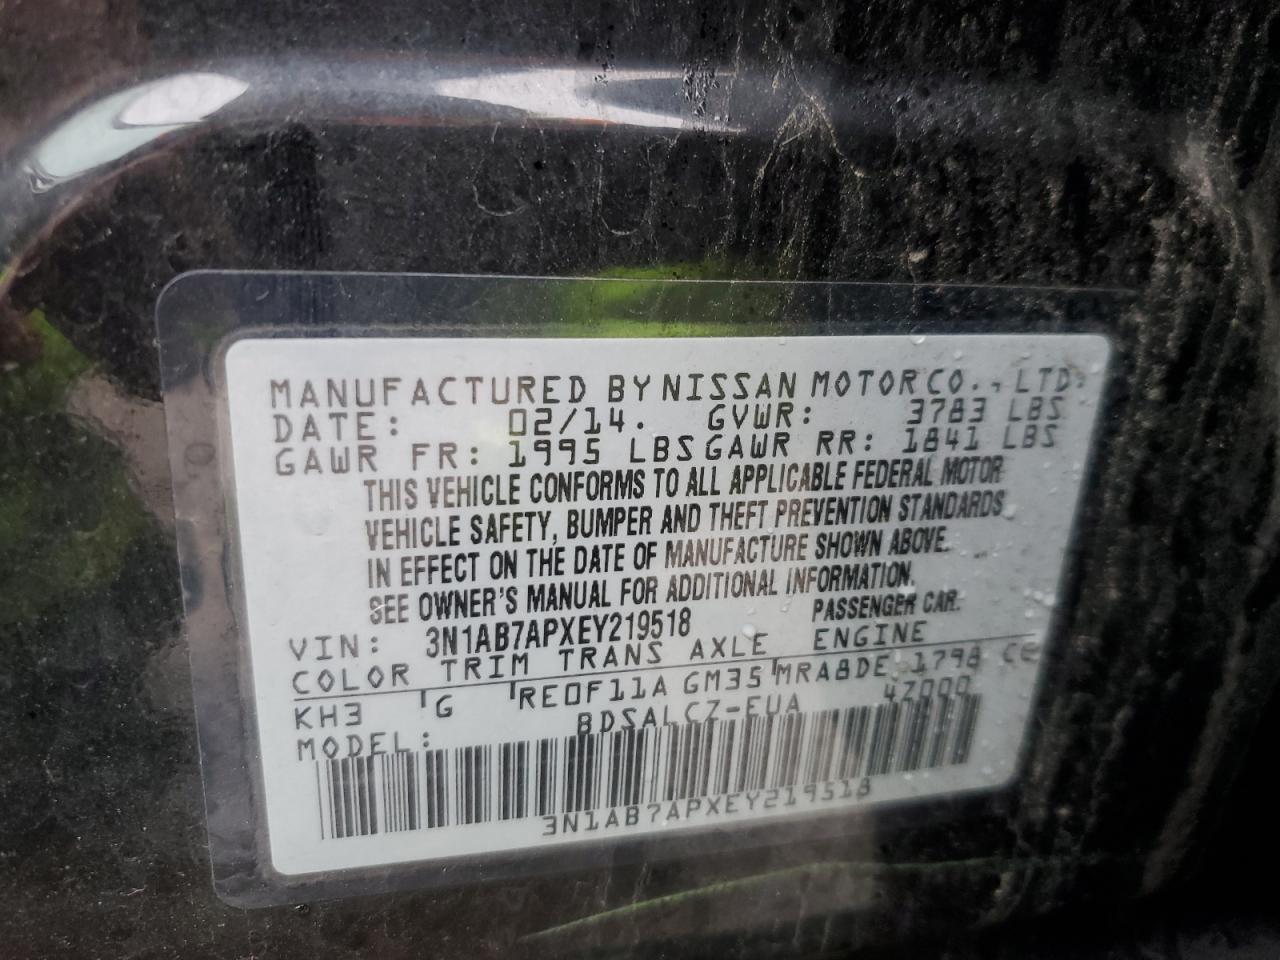 MANUFACTURED BY NISSAN MOTOR CO., LTD.
DATE: 02/14. GVWR: 3783 LBS
GAWR FR: 1995 LBS GAWR RR: 1841 LBS
THIS VEHICLE CONFORMS TO ALL APPLICABLE FEDERAL MOTOR
VEHICLE SAFETY, BUMPER AND THEFT PREVENTION STANDARDS
IN EFFECT ON THE DATE OF MANUFACTURE SHOWN ABOVE.
SEE OWNER'S MANUAL FOR ADDITIONAL INFORMATION.
VIN: 3N1AB7APXEY219518 PASSENGER CAR.
COLOR TRIM TRANS AXLE ENGINE
KH3 G RE0F11A GM35 MRA8DE 1798 CC
MODEL: BDSALCZ-EUA 4Z000
3N1AB7APXEY219518